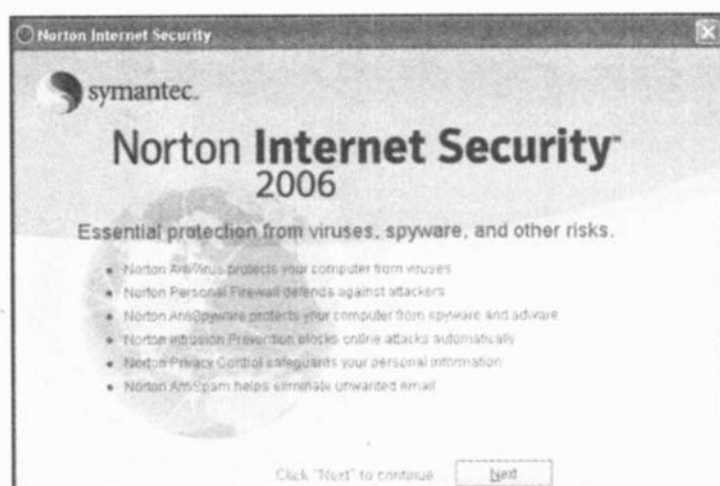 Norton Internet Security
symantec.
Norton Internet Security™
2006
Essential protection from viruses, spyware, and other risks.
• Norton AntiVirus protects your computer from viruses
• Norton Personal Firewall defends against attackers
• Norton AntiSpyware protects your computer from spyware and adware
• Norton Intrusion Prevention blocks online attacks automatically
• Norton Privacy Control safeguards your personal information
• Norton AntiSpam helps eliminate unwanted email
Click "Next" to continue. Next